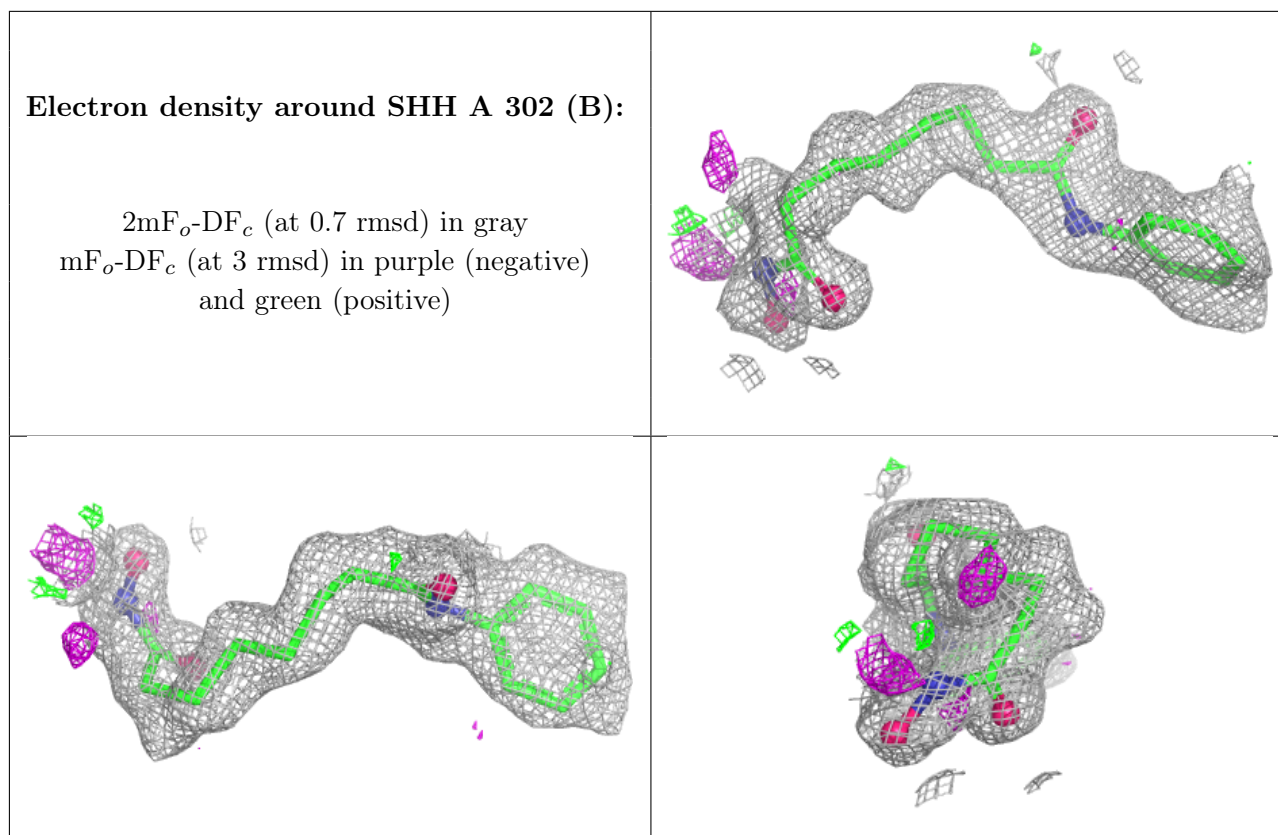 Electron density around SHH A 302 (B):
2mFo-DFc (at 0.7 rmsd) in gray
mFo-DFc (at 3 rmsd) in purple (negative)
and green (positive)